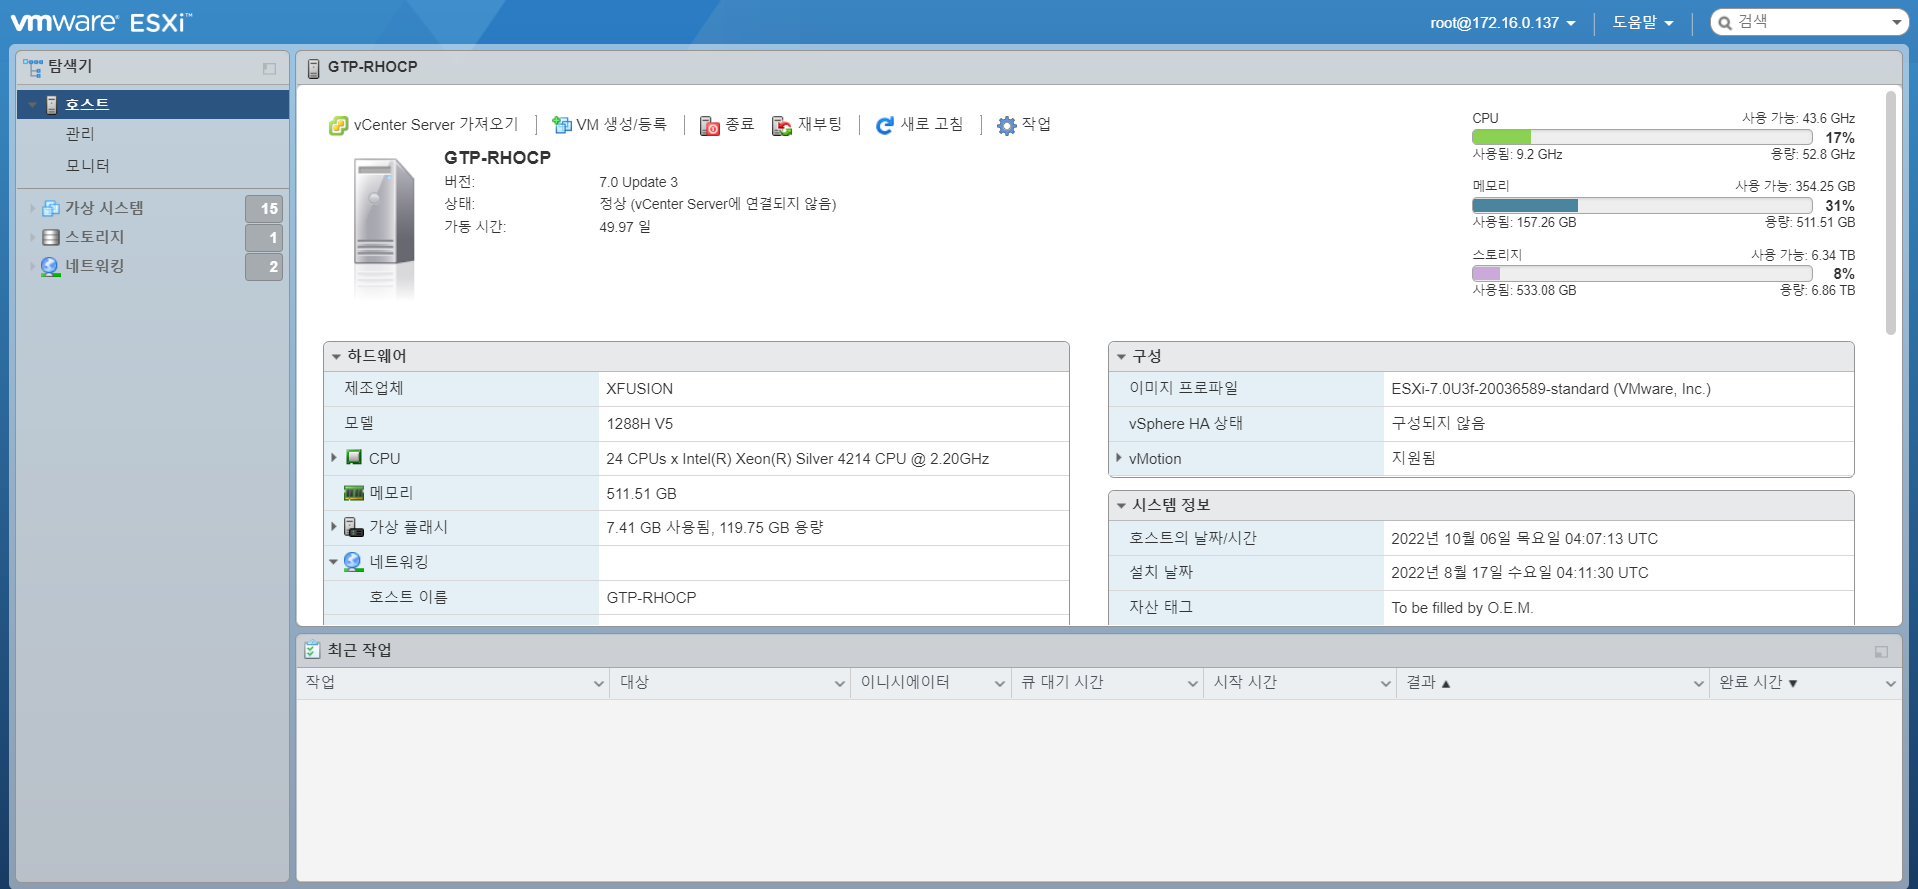 vmware ESXi™
root@172.16.0.137
도움말
검색
탐색기
호스트
관리
모니터
가상 시스템 15
스토리지 1
네트워킹 2
GTP-RHOCP
vCenter Server 가져오기
VM 생성/등록
종료
재부팅
새로 고침
작업
GTP-RHOCP
버전: 7.0 Update 3
상태: 정상 (vCenter Server에 연결되지 않음)
가동 시간: 49.97 일
CPU 사용 가능: 43.6 GHz
17%
사용됨: 9.2 GHz 용량: 52.8 GHz
메모리 사용 가능: 354.25 GB
31%
사용됨: 157.26 GB 용량: 511.51 GB
스토리지 사용 가능: 6.34 TB
8%
사용됨: 533.08 GB 용량: 6.86 TB
하드웨어
제조업체 XFUSION
모델 1288H V5
CPU 24 CPUs x Intel(R) Xeon(R) Silver 4214 CPU @ 2.20GHz
메모리 511.51 GB
가상 플래시 7.41 GB 사용됨, 119.75 GB 용량
네트워킹
호스트 이름 GTP-RHOCP
구성
이미지 프로파일 ESXi-7.0U3f-20036589-standard (VMware, Inc.)
vSphere HA 상태 구성되지 않음
vMotion 지원됨
시스템 정보
호스트의 날짜/시간 2022년 10월 06일 목요일 04:07:13 UTC
설치 날짜 2022년 8월 17일 수요일 04:11:30 UTC
자산 태그 To be filled by O.E.M.
최근 작업
작업 대상 이니시에이터 큐 대기 시간 시작 시간 결과 ▲ 완료 시간 ▼